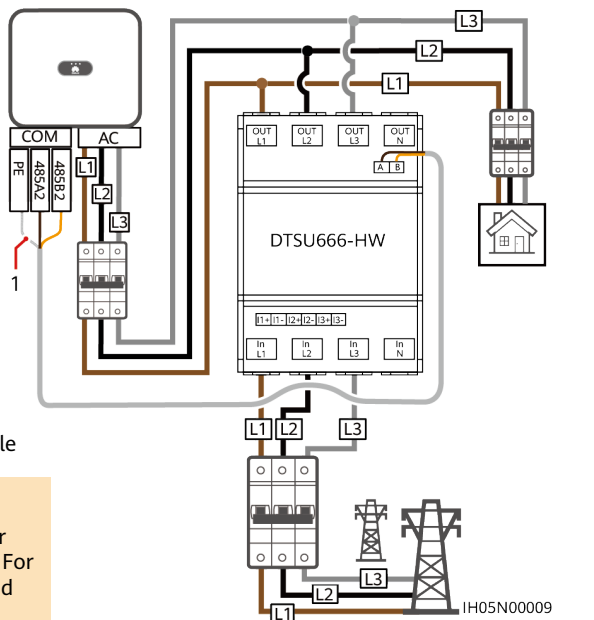 L3
L2
L1
COM
AC
PE
485A2
485B2
L1
L2
L3
OUT
L1
OUT
L2
OUT
L3
OUT
N
A
B
DTSU666-HW
1
I1+ I1- I2+ I2- I3+ I3-
In
L1
In
L2
In
L3
In
N
L1
L2
L3
le
r
For
d
L3
L2
L1
IH05N00009